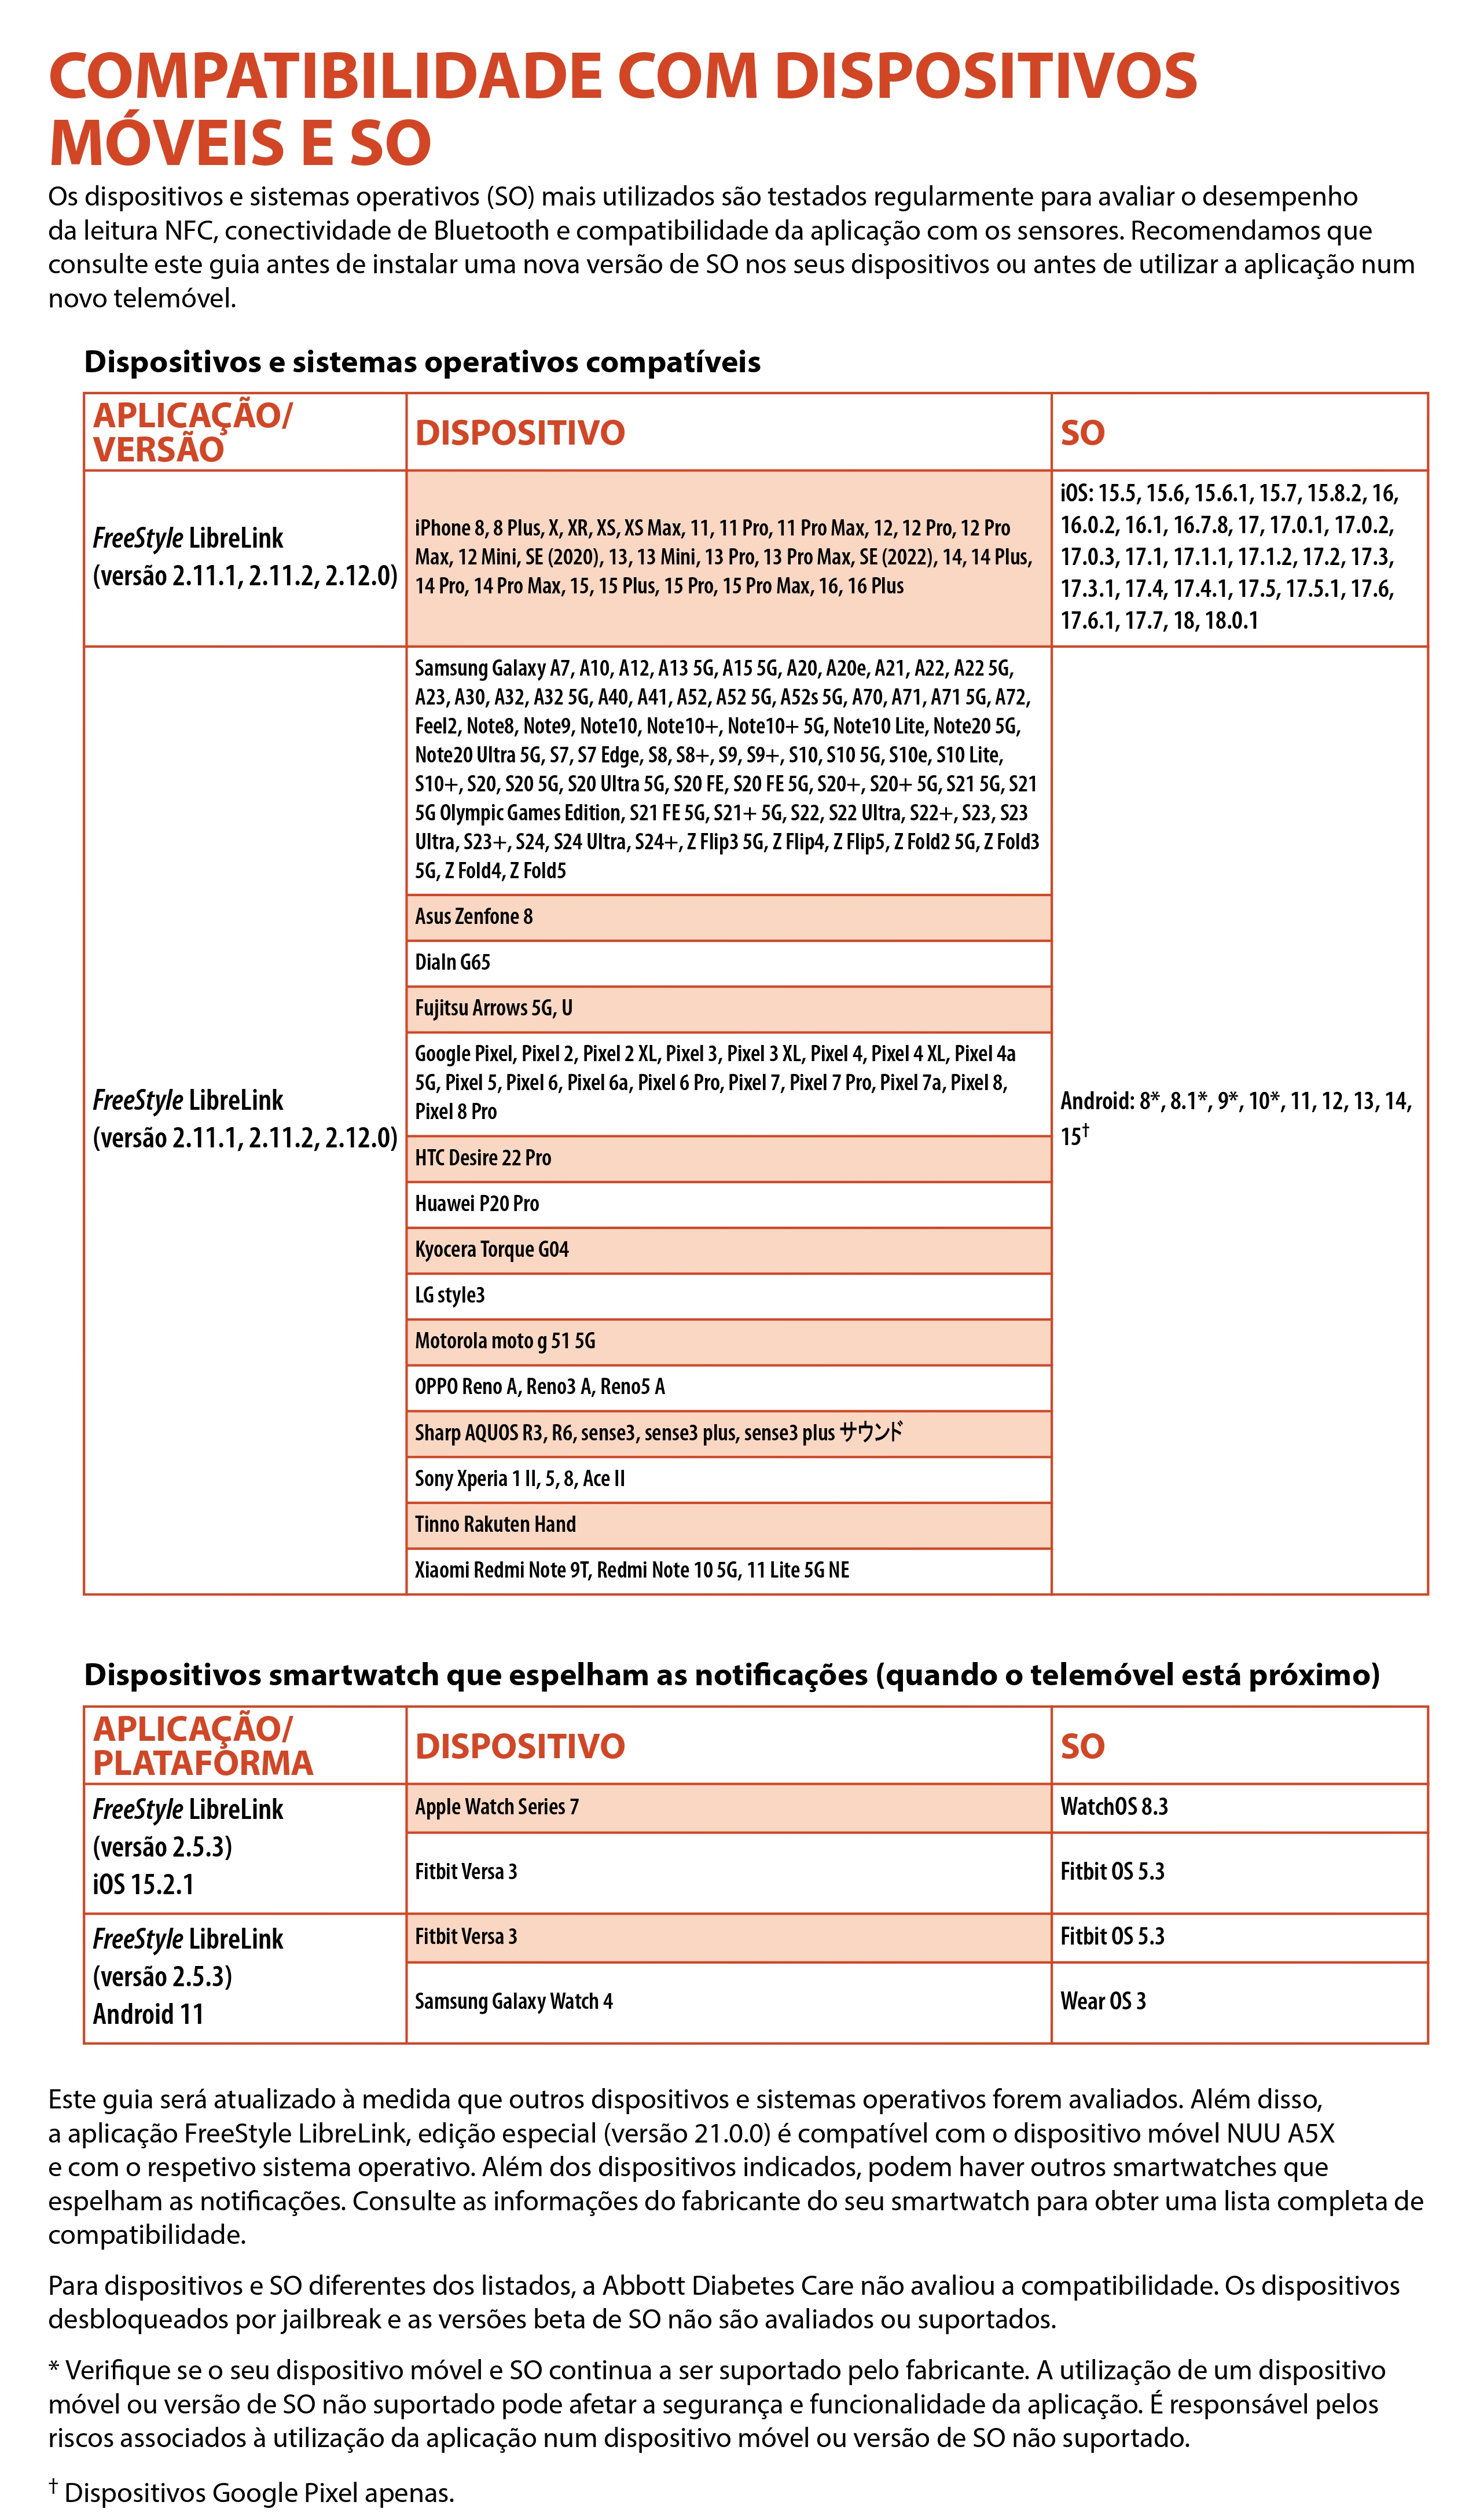 COMPATIBILIDADE COM DISPOSITIVOS
MÓVEIS E SO
Os dispositivos e sistemas operativos (SO) mais utilizados são testados regularmente para avaliar o desempenho
da leitura NFC, conectividade de Bluetooth e compatibilidade da aplicação com os sensores. Recomendamos que
consulte este guia antes de instalar uma nova versão de SO nos seus dispositivos ou antes de utilizar a aplicação num
novo telemóvel.
Dispositivos e sistemas operativos compatíveis
APLICAÇÃO/
VERSÃO
DISPOSITIVO
SO
FreeStyle LibreLink
(versão 2.11.1, 2.11.2, 2.12.0)
iPhone 8, 8 Plus, X, XR, XS, XS Max, 11, 11 Pro, 11 Pro Max, 12, 12 Pro, 12 Pro
Max, 12 Mini, SE (2020), 13, 13 Mini, 13 Pro, 13 Pro Max, SE (2022), 14, 14 Plus,
14 Pro, 14 Pro Max, 15, 15 Plus, 15 Pro, 15 Pro Max, 16, 16 Plus
iOS: 15.5, 15.6, 15.6.1, 15.7, 15.8.2, 16,
16.0.2, 16.1, 16.7.8, 17, 17.0.1, 17.0.2,
17.0.3, 17.1, 17.1.1, 17.1.2, 17.2, 17.3,
17.3.1, 17.4, 17.4.1, 17.5, 17.5.1, 17.6,
17.6.1, 17.7, 18, 18.0.1
FreeStyle LibreLink
(versão 2.11.1, 2.11.2, 2.12.0)
Samsung Galaxy A7, A10, A12, A13 5G, A15 5G, A20, A20e, A21, A22, A22 5G,
A23, A30, A32, A32 5G, A40, A41, A52, A52 5G, A52s 5G, A70, A71, A71 5G, A72,
Feel2, Note8, Note9, Note10, Note10+, Note10+ 5G, Note10 Lite, Note20 5G,
Note20 Ultra 5G, S7, S7 Edge, S8, S8+, S9, S9+, S10, S10 5G, S10e, S10 Lite,
S10+, S20, S20 5G, S20 Ultra 5G, S20 FE, S20 FE 5G, S20+, S20+ 5G, S21 5G, S21
5G Olympic Games Edition, S21 FE 5G, S21+ 5G, S22, S22 Ultra, S22+, S23, S23
Ultra, S23+, S24, S24 Ultra, S24+, Z Flip3 5G, Z Flip4, Z Flip5, Z Fold2 5G, Z Fold3
5G, Z Fold4, Z Fold5
Asus Zenfone 8
Dialn G65
Fujitsu Arrows 5G, U
Google Pixel, Pixel 2, Pixel 2 XL, Pixel 3, Pixel 3 XL, Pixel 4, Pixel 4 XL, Pixel 4a
5G, Pixel 5, Pixel 6, Pixel 6a, Pixel 6 Pro, Pixel 7, Pixel 7 Pro, Pixel 7a, Pixel 8,
Pixel 8 Pro
HTC Desire 22 Pro
Huawei P20 Pro
Kyocera Torque G04
LG style3
Motorola moto g 51 5G
OPPO Reno A, Reno3 A, Reno5 A
Sharp AQUOS R3, R6, sense3, sense3 plus, sense3 plus サウンド
Sony Xperia 1 II, 5, 8, Ace II
Tinno Rakuten Hand
Xiaomi Redmi Note 9T, Redmi Note 10 5G, 11 Lite 5G NE
Android: 8*, 8.1*, 9*, 10*, 11, 12, 13, 14,
15†
Dispositivos smartwatch que espelham as notificações (quando o telemóvel está próximo)
APLICAÇÃO/
PLATAFORMA
DISPOSITIVO
SO
FreeStyle LibreLink
(versão 2.5.3)
iOS 15.2.1
Apple Watch Series 7
WatchOS 8.3
Fitbit Versa 3
Fitbit OS 5.3
FreeStyle LibreLink
(versão 2.5.3)
Android 11
Fitbit Versa 3
Fitbit OS 5.3
Samsung Galaxy Watch 4
Wear OS 3
Este guia será atualizado à medida que outros dispositivos e sistemas operativos forem avaliados. Além disso,
a aplicação FreeStyle LibreLink, edição especial (versão 21.0.0) é compatível com o dispositivo móvel NUU A5X
e com o respetivo sistema operativo. Além dos dispositivos indicados, podem haver outros smartwatches que
espelham as notificações. Consulte as informações do fabricante do seu smartwatch para obter uma lista completa de
compatibilidade.
Para dispositivos e SO diferentes dos listados, a Abbott Diabetes Care não avaliou a compatibilidade. Os dispositivos
desbloqueados por jailbreak e as versões beta de SO não são avaliados ou suportados.
* Verifique se o seu dispositivo móvel e SO continua a ser suportado pelo fabricante. A utilização de um dispositivo
móvel ou versão de SO não suportado pode afetar a segurança e funcionalidade da aplicação. É responsável pelos
riscos associados à utilização da aplicação num dispositivo móvel ou versão de SO não suportado.
† Dispositivos Google Pixel apenas.